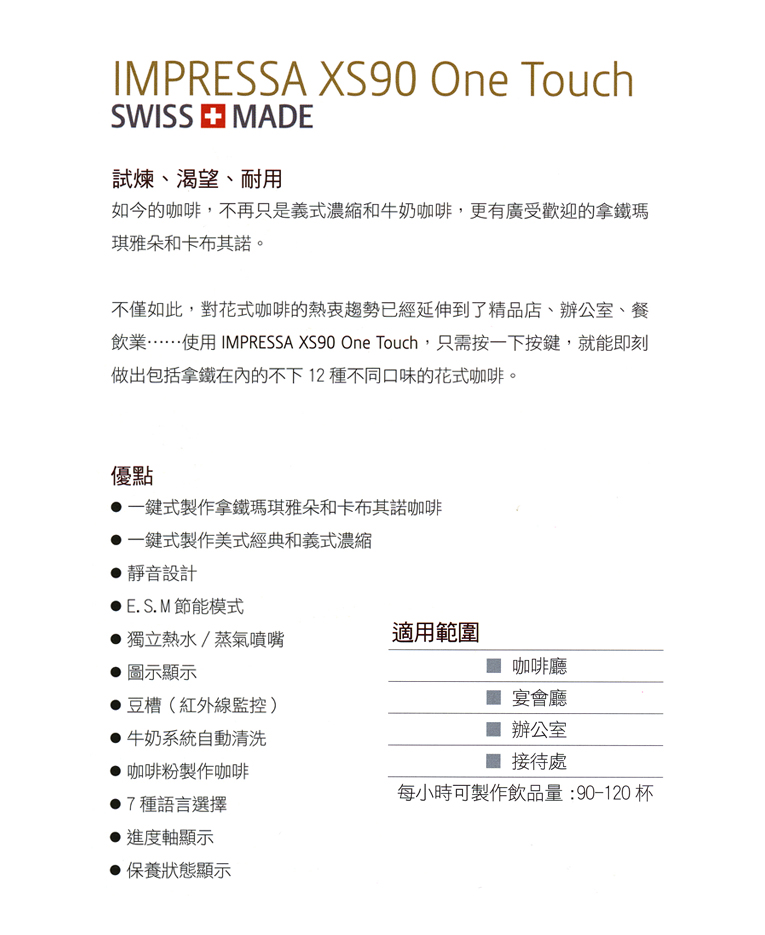 IMPRESSA XS90 One Touch
SWISS MADE
試煉、渴望、耐用
如今的咖啡，不再只是義式濃縮和牛奶咖啡，更有廣受歡迎的拿鐵瑪
琪雅朵和卡布其諾。
不僅如此，對花式咖啡的熱衷趨勢已經延伸到了精品店、辦公室、餐
飲業……使用 IMPRESSA XS90 One Touch，只需按一下按鍵，就能即刻
做出包括拿鐵在內的不下 12 種不同口味的花式咖啡。
優點
● 一鍵式製作拿鐵瑪琪雅朵和卡布其諾咖啡
● 一鍵式製作美式經典和義式濃縮
● 靜音設計
● E.S.M 節能模式
● 獨立熱水 / 蒸氣噴嘴
● 圖示顯示
● 豆槽（紅外線監控）
● 牛奶系統自動清洗
● 咖啡粉製作咖啡
● 7 種語言選擇
● 進度軸顯示
● 保養狀態顯示
適用範圍
■ 咖啡廳
■ 宴會廳
■ 辦公室
■ 接待處
每小時可製作飲品量 :90-120 杯